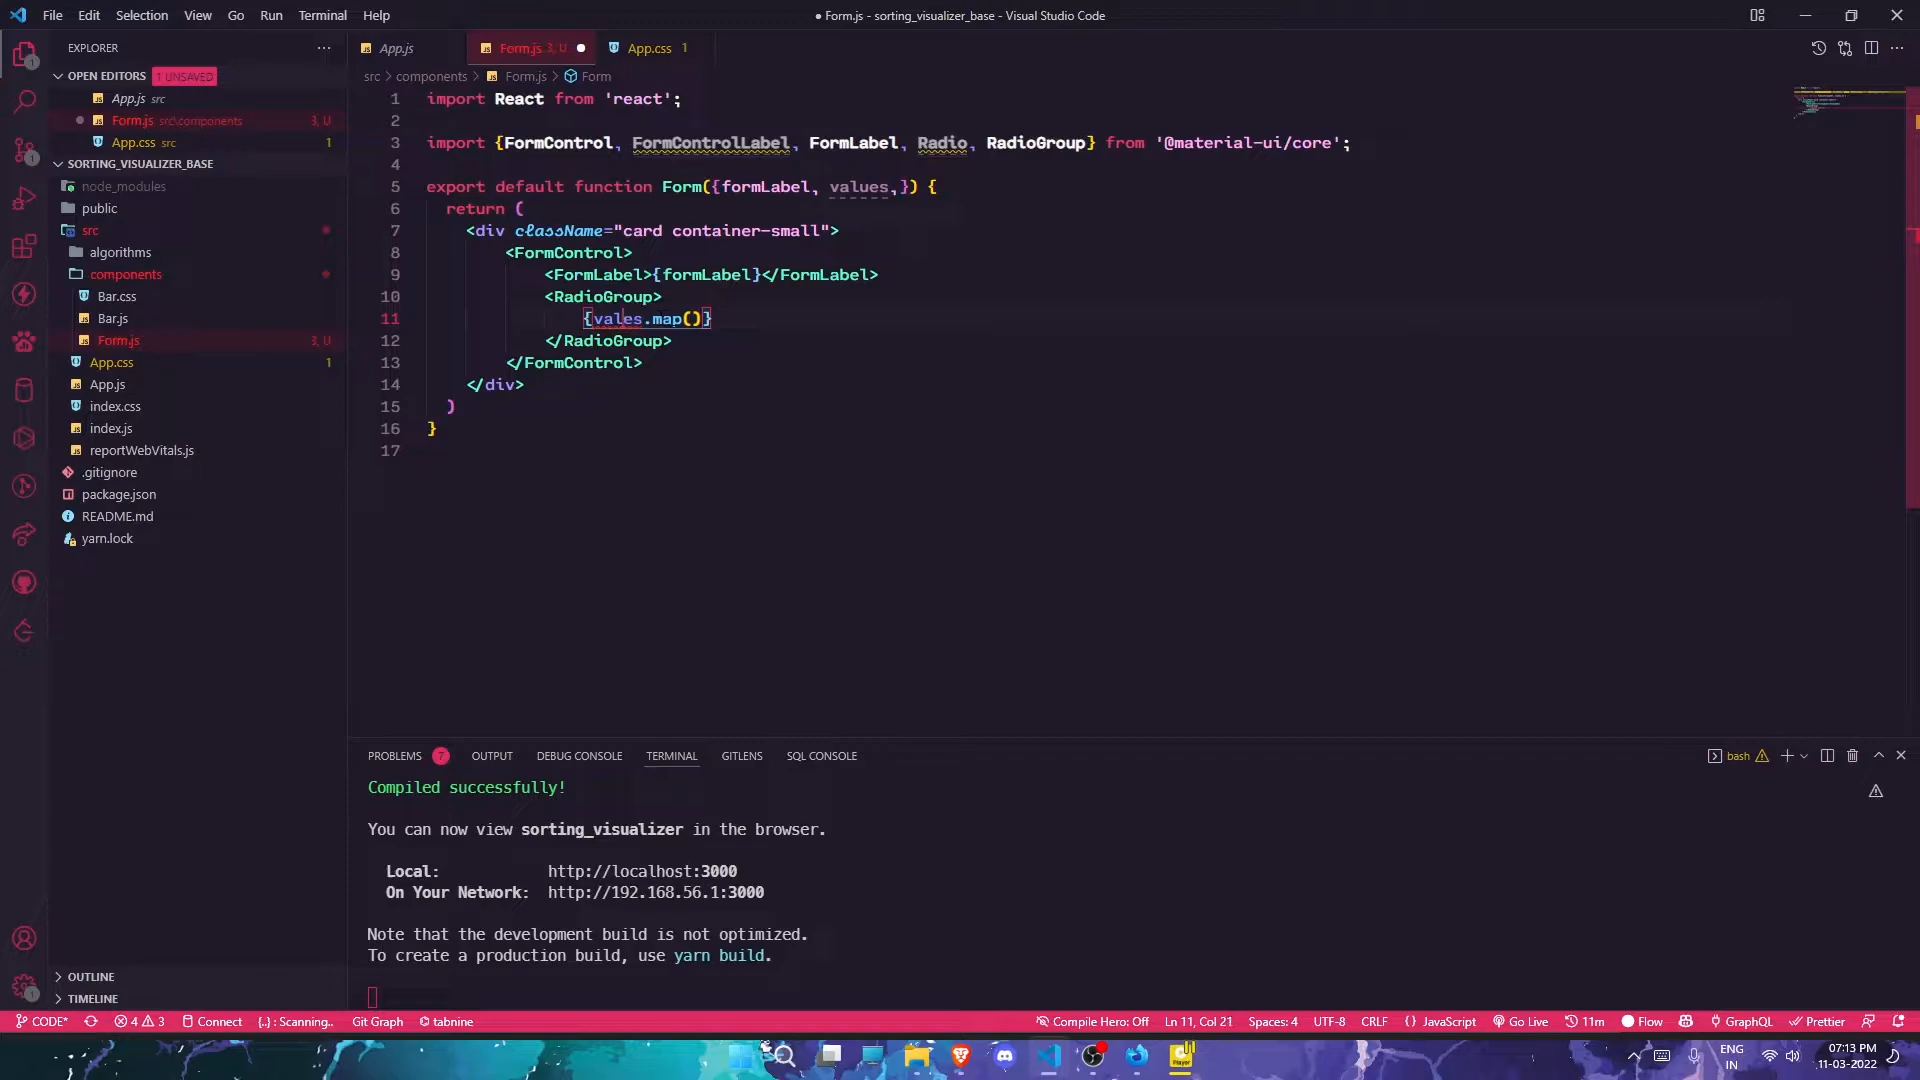 File Edit Selection View Go Run Terminal Help
● Form.js - sorting_visualizer_base - Visual Studio Code
EXPLORER
OPEN EDITORS 1 UNSAVED
App.js src
Form.js src\components 3, U
App.css src 1
SORTING_VISUALIZER_BASE
node_modules
public
src
algorithms
components
Bar.css
Bar.js
Form.js 3, U
App.css 1
App.js
index.css
index.js
reportWebVitals.js
.gitignore
package.json
README.md
yarn.lock
OUTLINE
TIMELINE
App.js Form.js 3, U App.css 1
src > components > Form.js > Form
1 import React from 'react';
2
3 import {FormControl, FormControlLabel, FormLabel, Radio, RadioGroup} from '@material-ui/core';
4
5 export default function Form({formLabel, values,}) {
6 return (
7 <div className="card container-small">
8 <FormControl>
9 <FormLabel>{formLabel}</FormLabel>
10 <RadioGroup>
11 {vales.map()}
12 </RadioGroup>
13 </FormControl>
14 </div>
15 )
16 }
17
PROBLEMS 7 OUTPUT DEBUG CONSOLE TERMINAL GITLENS SQL CONSOLE
bash
Compiled successfully!
You can now view sorting_visualizer in the browser.
Local: http://localhost:3000
On Your Network: http://192.168.56.1:3000
Note that the development build is not optimized.
To create a production build, use yarn build.
CODE* 4 3 Connect {..} : Scanning.. Git Graph tabnine
Compile Hero: Off Ln 11, Col 21 Spaces: 4 UTF-8 CRLF {} JavaScript Go Live 11m Flow GraphQL Prettier
ENG
IN
07:13 PM
11-03-2022